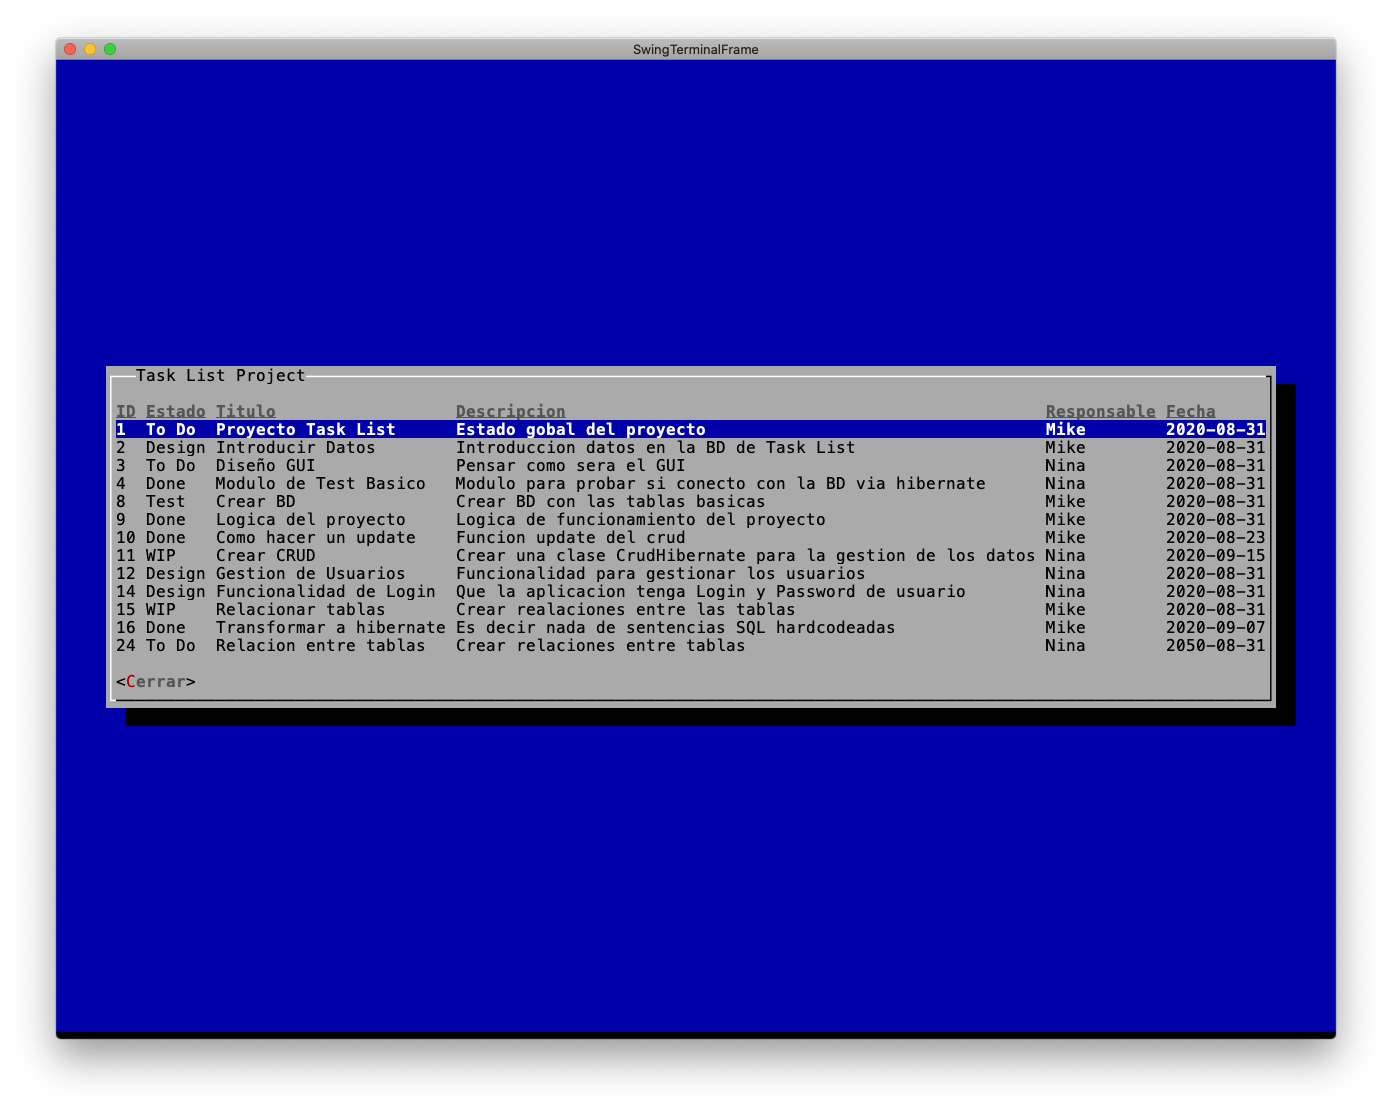 SwingTerminalFrame
Task List Project
ID Estado Titulo Descripcion Responsable Fecha
1 To Do Proyecto Task List Estado gobal del proyecto Mike 2020-08-31
2 Design Introducir Datos Introduccion datos en la BD de Task List Mike 2020-08-31
3 To Do Diseño GUI Pensar como sera el GUI Nina 2020-08-31
4 Done Modulo de Test Basico Modulo para probar si conecto con la BD via hibernate Nina 2020-08-31
8 Test Crear BD Crear BD con las tablas basicas Mike 2020-08-31
9 Done Logica del proyecto Logica de funcionamiento del proyecto Mike 2020-08-31
10 Done Como hacer un update Funcion update del crud Mike 2020-08-23
11 WIP Crear CRUD Crear una clase CrudHibernate para la gestion de los datos Nina 2020-09-15
12 Design Gestion de Usuarios Funcionalidad para gestionar los usuarios Nina 2020-08-31
14 Design Funcionalidad de Login Que la aplicacion tenga Login y Password de usuario Nina 2020-08-31
15 WIP Relacionar tablas Crear realaciones entre las tablas Mike 2020-08-31
16 Done Transformar a hibernate Es decir nada de sentencias SQL hardcodeadas Mike 2020-09-07
24 To Do Relacion entre tablas Crear relaciones entre tablas Nina 2050-08-31
<Cerrar>